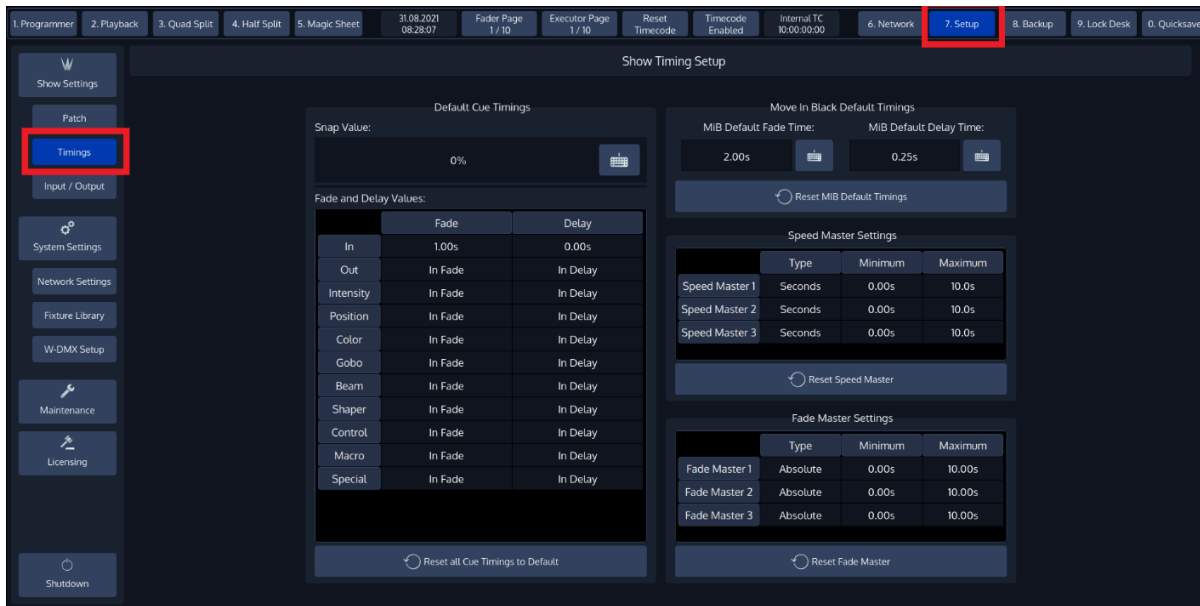 1. Programmer 2. Playback 3. Quad Split 4. Half Split 5. Magic Sheet 31.08.2021 Fader Page Executor Page Reset Timecode Internal TC 6. Network 7. Setup 8. Backup 9. Lock Desk 0. Quicksave
08:28:07 1 / 10 1 / 10 Timecode Enabled 10:00:00:00
Show Settings
Patch
Timings
Input / Output
System Settings
Network Settings
Fixture Library
W-DMX Setup
Maintenance
Licensing
Shutdown
Show Timing Setup
Default Cue Timings
Snap Value:
0%
Fade and Delay Values:
Fade Delay
In 1.00s 0.00s
Out In Fade In Delay
Intensity In Fade In Delay
Position In Fade In Delay
Color In Fade In Delay
Gobo In Fade In Delay
Beam In Fade In Delay
Shaper In Fade In Delay
Control In Fade In Delay
Macro In Fade In Delay
Special In Fade In Delay
Reset all Cue Timings to Default
Move In Black Default Timings
MiB Default Fade Time: MiB Default Delay Time:
2.00s 0.25s
Reset MIB Default Timings
Speed Master Settings
Type Minimum Maximum
Speed Master 1 Seconds 0.00s 10.0s
Speed Master 2 Seconds 0.00s 10.0s
Speed Master 3 Seconds 0.00s 10.0s
Reset Speed Master
Fade Master Settings
Type Minimum Maximum
Fade Master 1 Absolute 0.00s 10.00s
Fade Master 2 Absolute 0.00s 10.00s
Fade Master 3 Absolute 0.00s 10.00s
Reset Fade Master